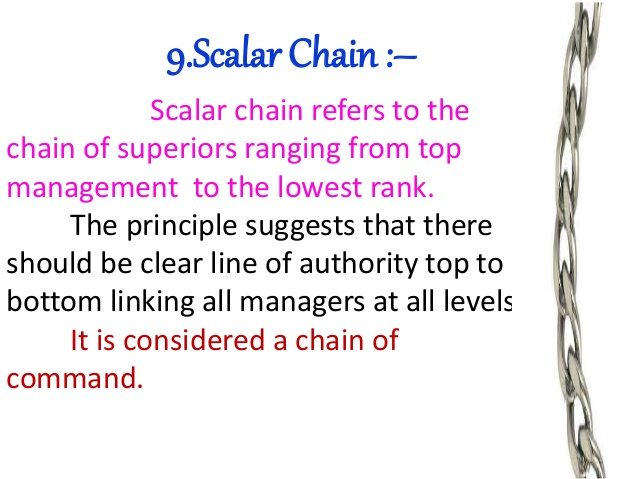 9.Scalar Chain :–
Scalar chain refers to the
chain of superiors ranging from top
management to the lowest rank.
The principle suggests that there
should be clear line of authority top to
bottom linking all managers at all levels
It is considered a chain of
command.